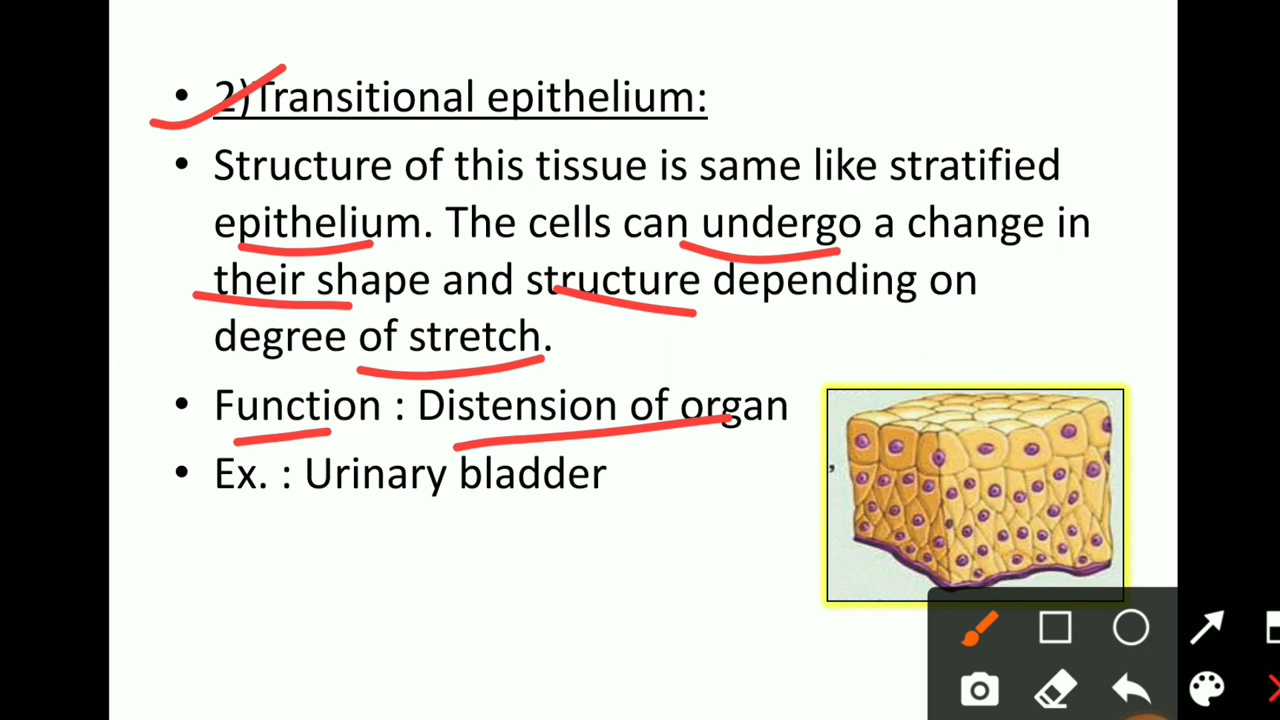 • 2)Transitional epithelium:
• Structure of this tissue is same like stratified
epithelium. The cells can undergo a change in
their shape and structure depending on
degree of stretch.
• Function : Distension of organ
• Ex. : Urinary bladder
,